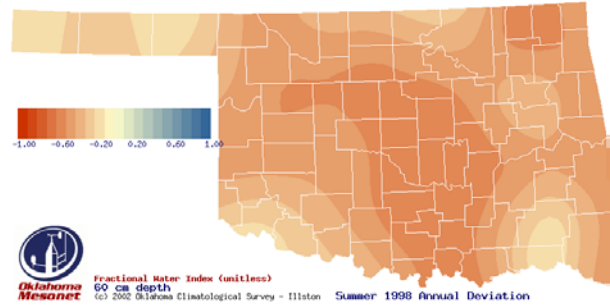 -1.00 -0.60 -0.20 0.20 0.60 1.00
Oklahoma
Mesonet
Fractional Water Index (unitless)
60 cm depth
(c) 2002 Oklahoma Climatological Survey - Illston
Summer 1998 Annual Deviation